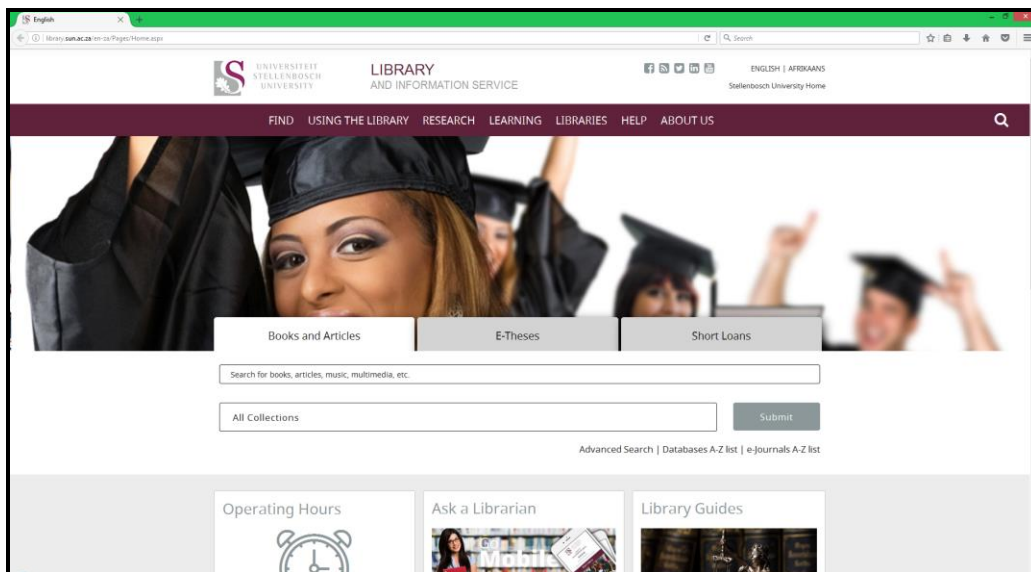 English
library.sun.ac.za/en-za/Pages/Home.aspx
Search
UNIVERSITEIT
STELLENBOSCH
UNIVERSITY
LIBRARY
AND INFORMATION SERVICE
ENGLISH | AFRIKAANS
Stellenbosch University Home
FIND USING THE LIBRARY RESEARCH LEARNING LIBRARIES HELP ABOUT US
Books and Articles
E-Theses
Short Loans
Search for books, articles, music, multimedia, etc.
All Collections
Submit
Advanced Search | Databases A-Z list | e-Journals A-Z list
Operating Hours
Ask a Librarian
Library Guides
Go
Mobile